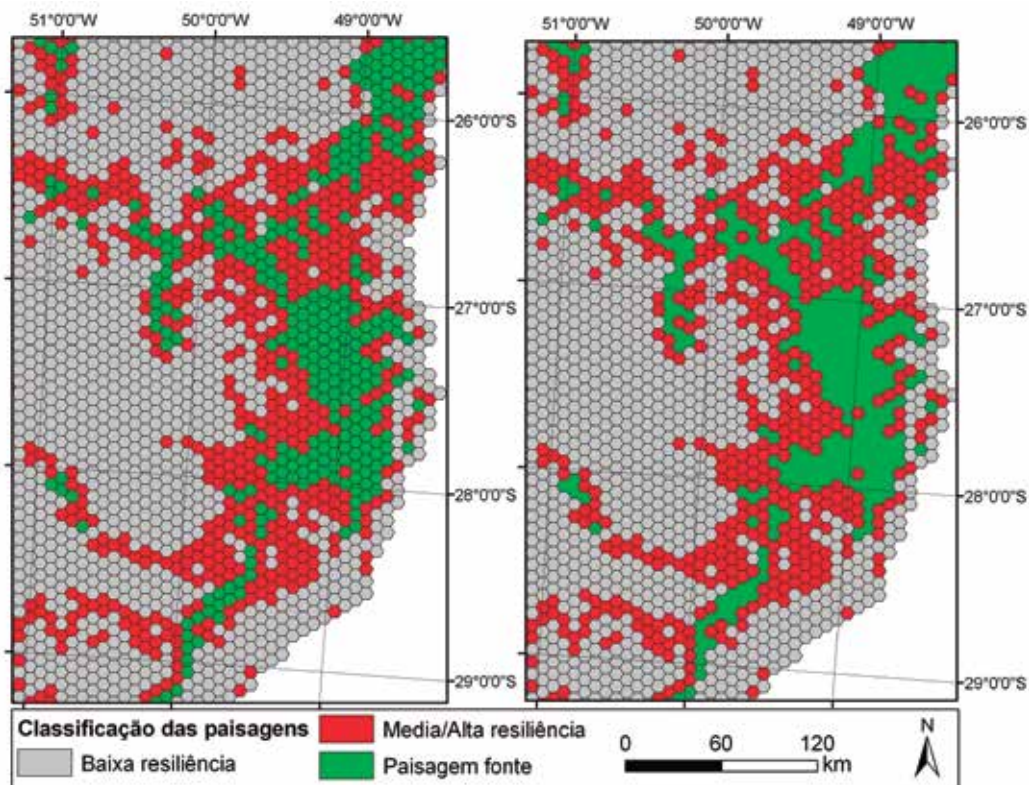 51°0'0"W 50°0'0"W 49°0'0"W
51°0'0"W 50°0'0"W 49°0'0"W
26°0'0"S
27°0'0"S
28°0'0"S
29°0'0"S
26°0'0"S
27°0'0"S
28°0'0"S
29°0'0"S
Classificação das paisagens
Baixa resiliência
Media/Alta resiliência
Paisagem fonte
0 60 120
km
N